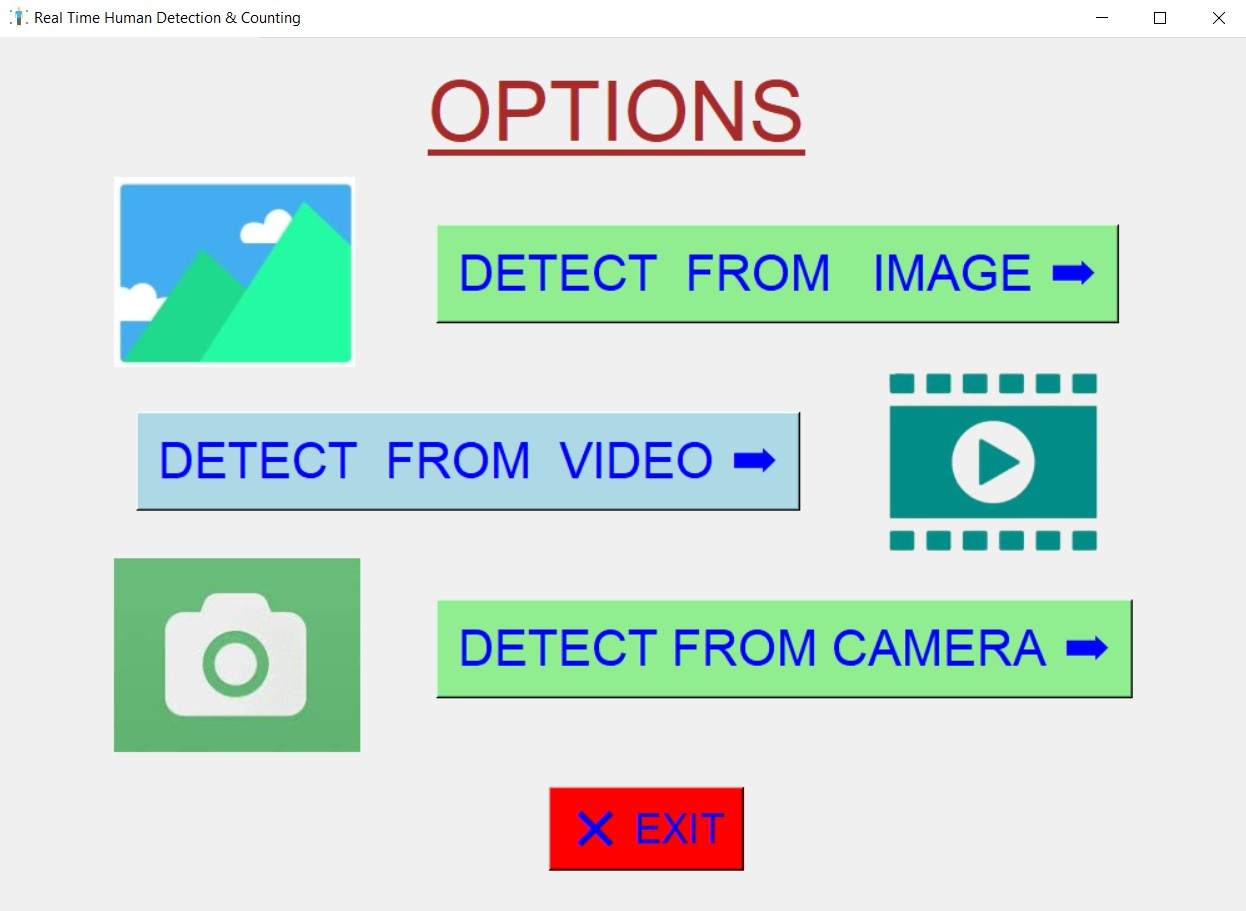 Real Time Human Detection & Counting
OPTIONS
DETECT FROM IMAGE ➡
DETECT FROM VIDEO ➡
DETECT FROM CAMERA ➡
❌ EXIT